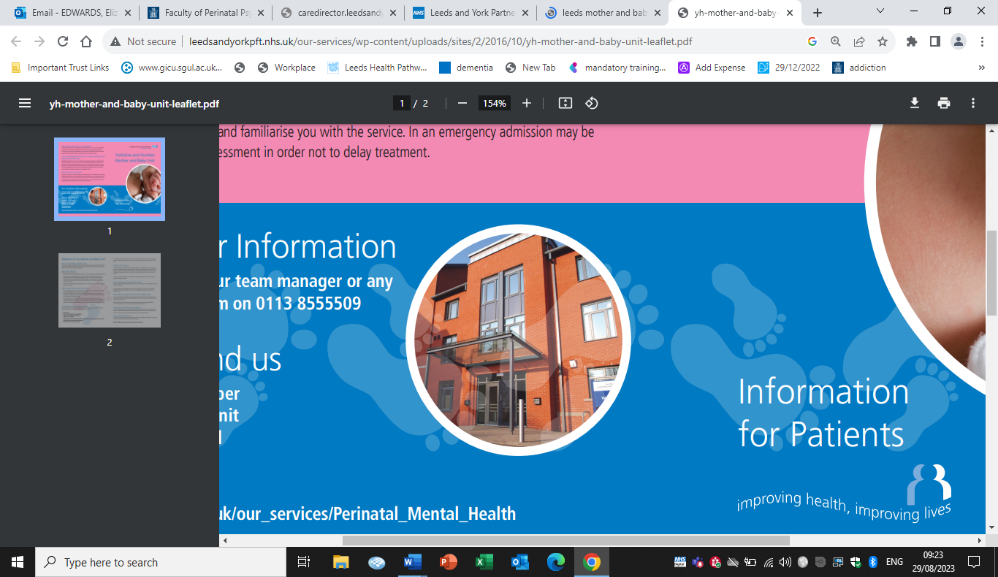 Email - EDWARDS, Eliz
Faculty of Perinatal Psy
caredirector.leedsandy
Leeds and York Partne
leeds mother and bab
yh-mother-and-baby-
Not secure | leedsandyorkpft.nhs.uk/our-services/wp-content/uploads/sites/2/2016/10/yh-mother-and-baby-unit-leaflet.pdf
Important Trust Links
www.gicu.sgul.ac.uk...
Workplace
Leeds Health Pathw...
dementia
New Tab
mandatory training...
Add Expense
29/12/2022
addiction
yh-mother-and-baby-unit-leaflet.pdf
1 / 2
154%
and familiarise you with the service. In an emergency admission may be
essment in order not to delay treatment.
1
2
r Information
ur team manager or any
m on 0113 8555509
nd us
ber
nit
Information
for Patients
improving health, improving lives
uk/our_services/Perinatal_Mental_Health
Type here to search
ENG
09:23
29/08/2023